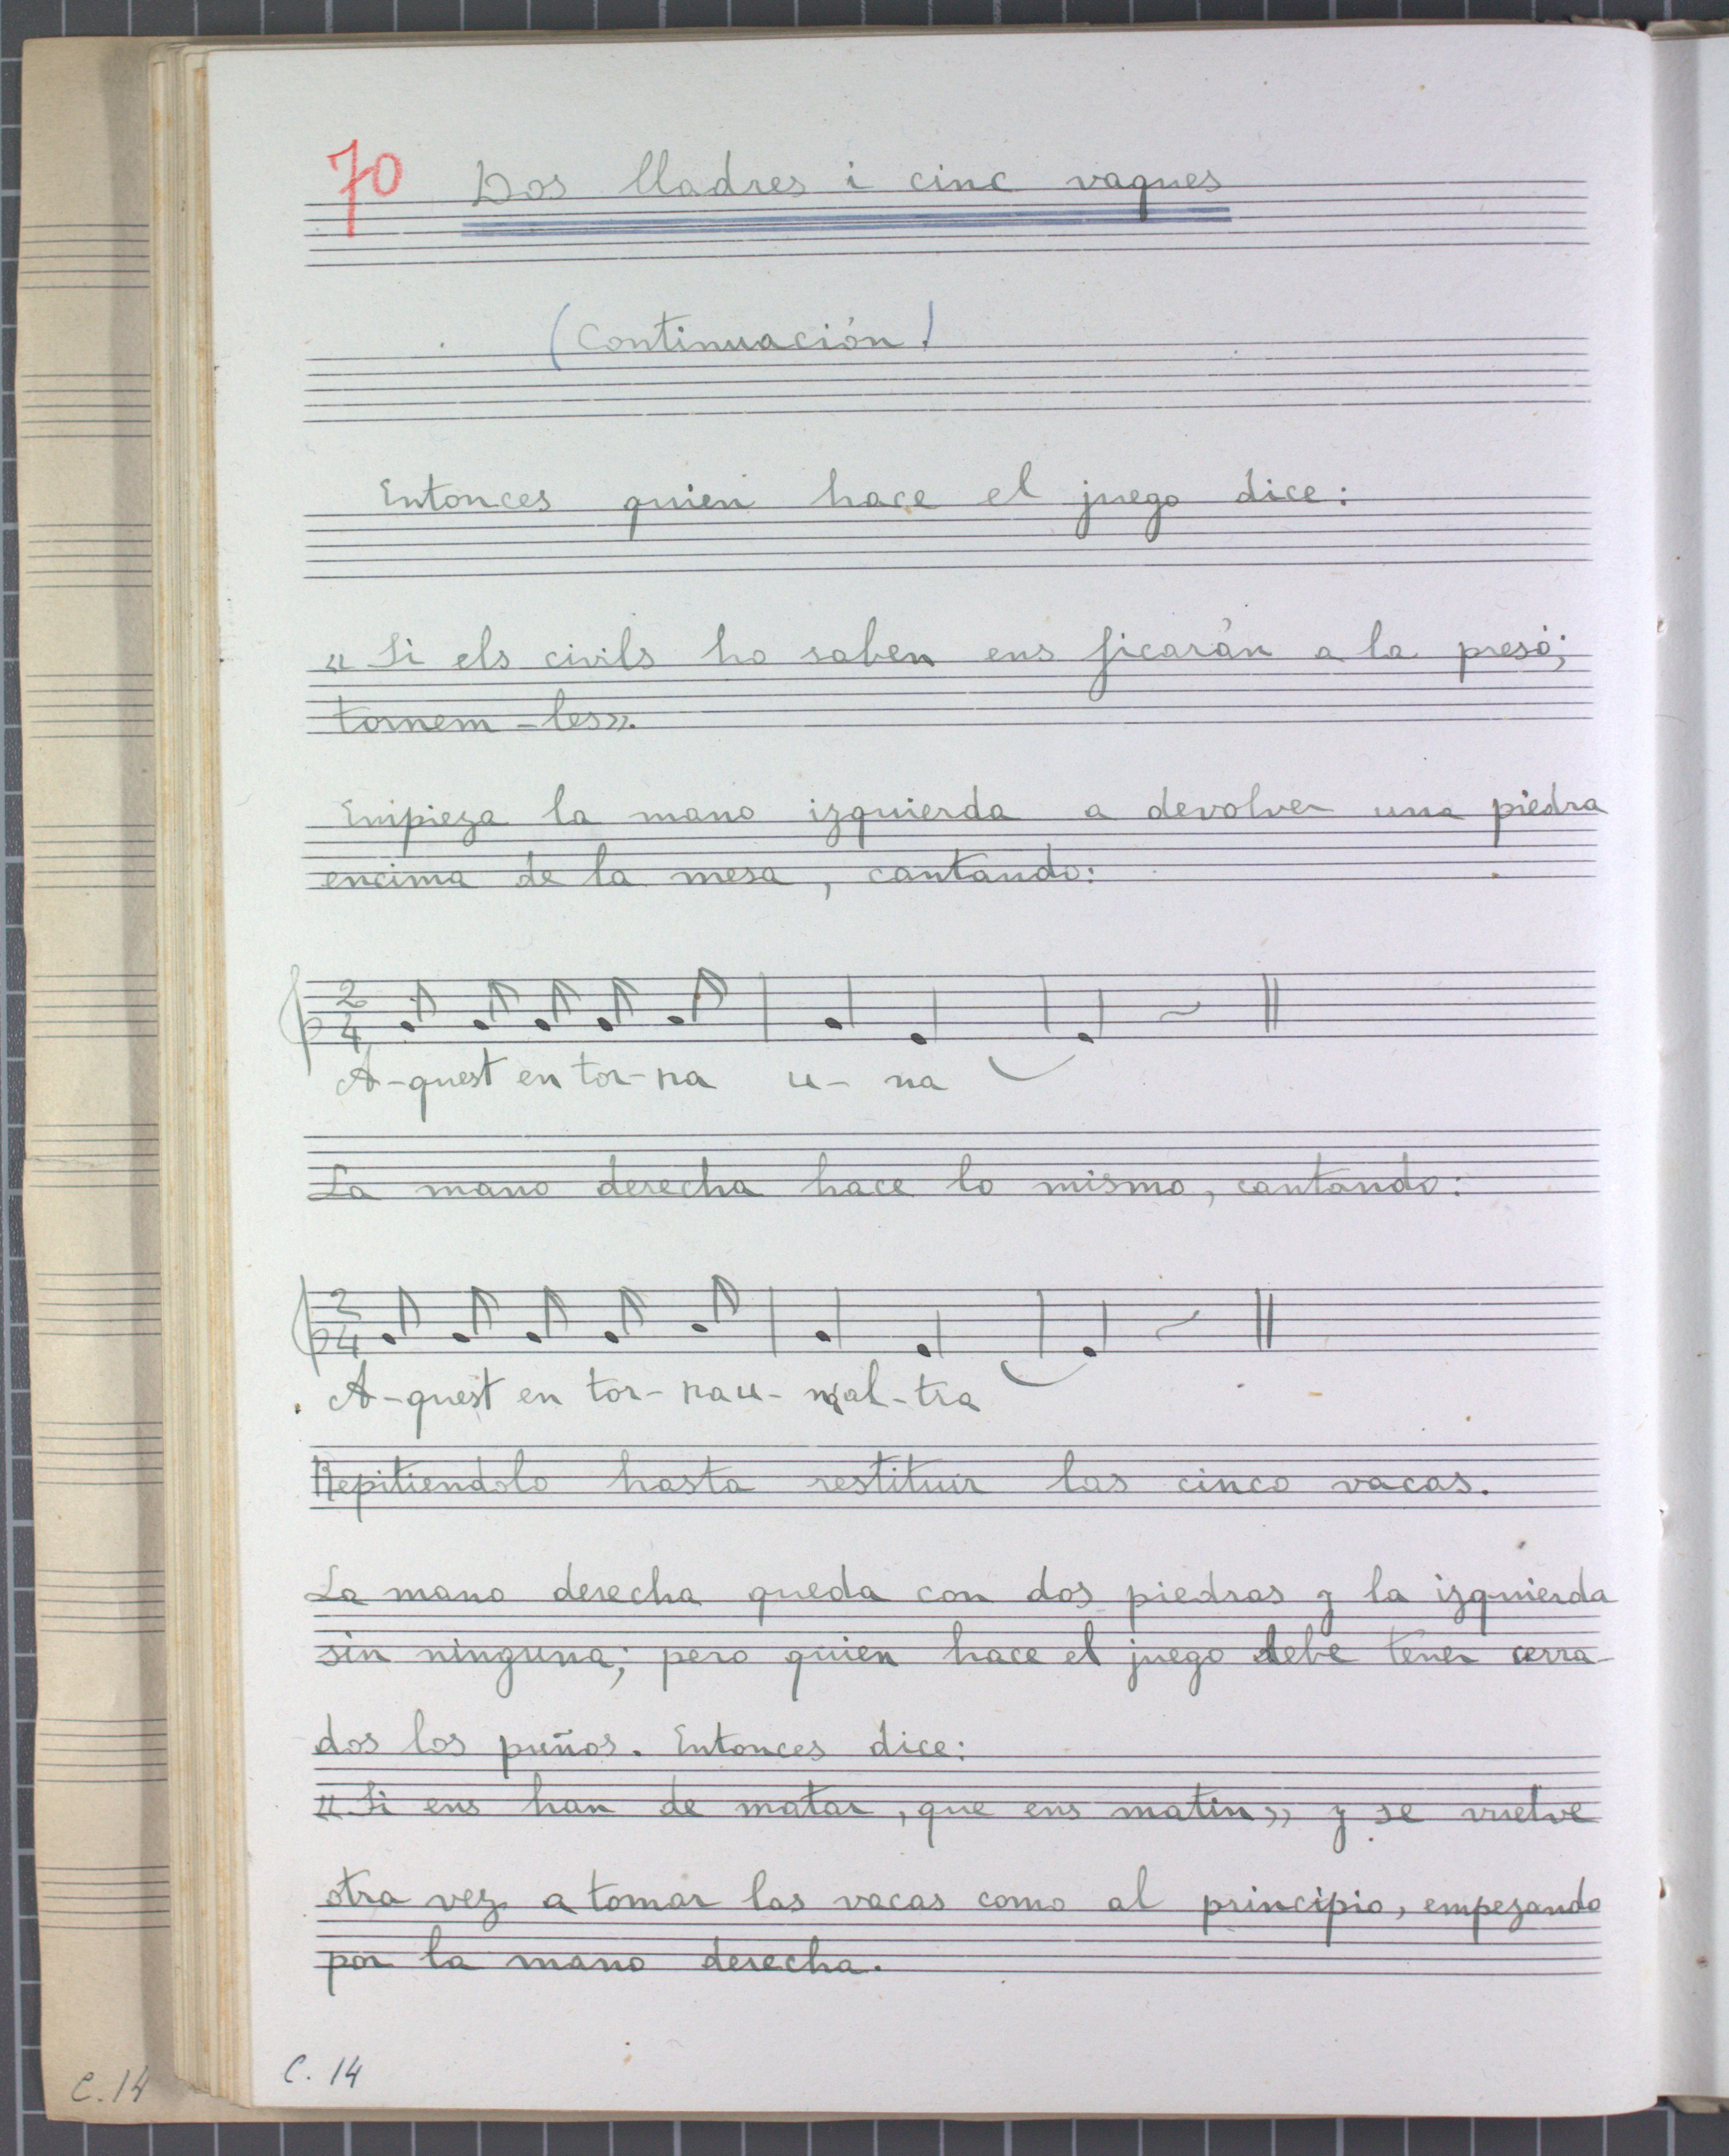 70 Dos lladres i cinc vaques
(Continuación)
Entonces quien hace el juego dice:
« Si els civils ho saben ens ficarán a la presó;
tornem-les».
Empieza la mano izquierda a devolver una piedra
encima de la mesa, cantando:
2
4
A-quest en tor-na u- na
La mano derecha hace lo mismo, cantando:
2
4
A-quest en tor-na u- n'al-tra
Repitiendolo hasta restituir las cinco vacas.
La mano derecha queda con dos piedras y la izquierda
sin ninguna; pero quien hace el juego debe tener cerra-
dos los puños. Entonces dice:
«Si ens han de matar, que ens matin» y se vuelve
otra vez a tomar las vacas como al principio, empezando
por la mano derecha.
C. 14
C. 14